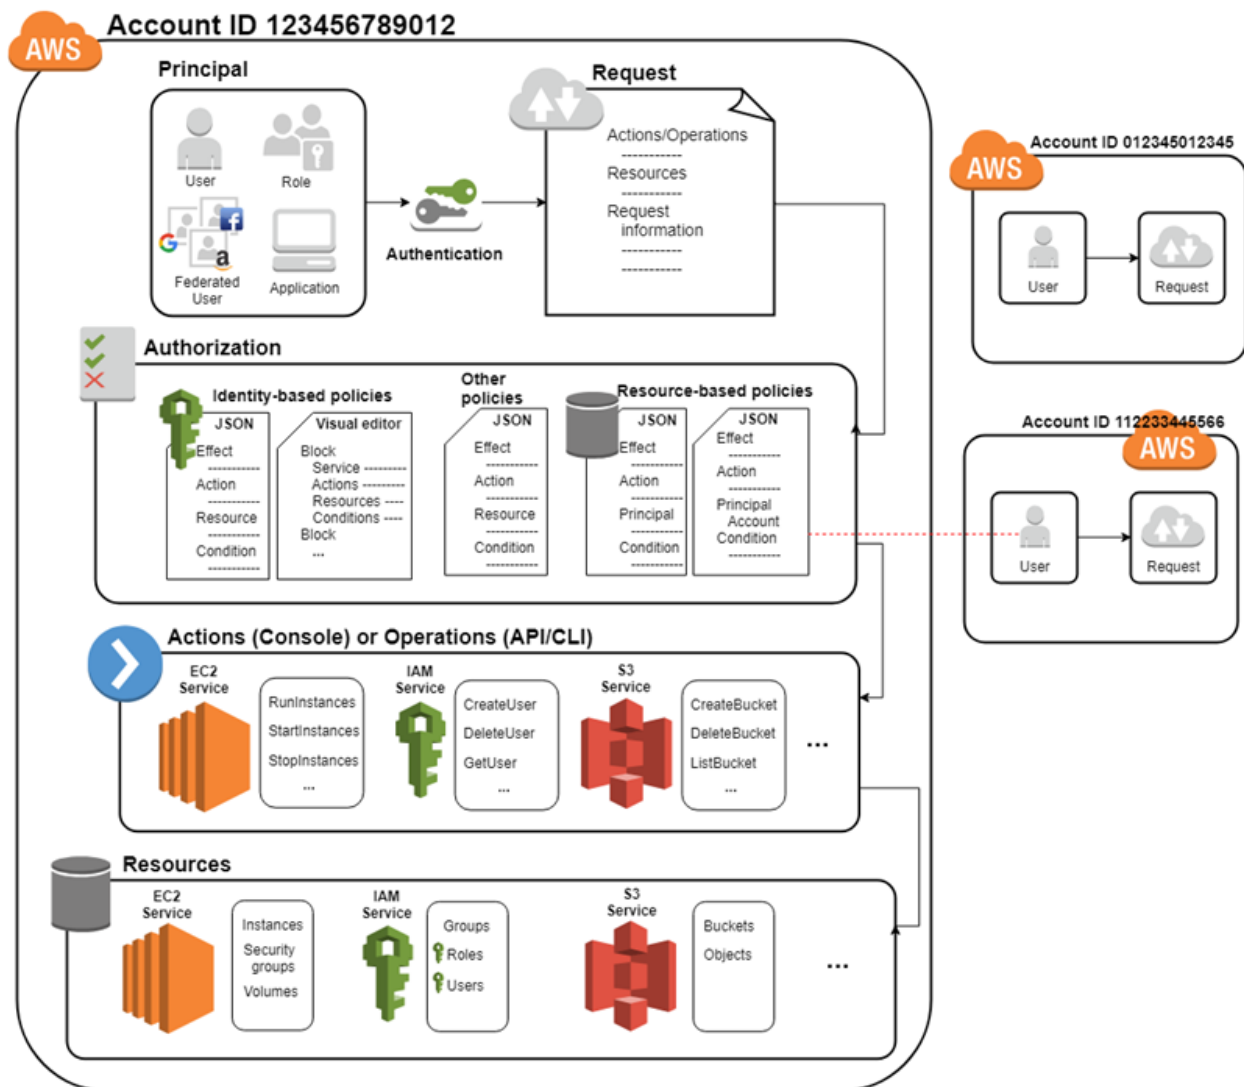 Account ID 123456789012
AWS
Principal
User
Role
Federated
User
Application
a
f
G
Authentication
Request
Actions/Operations
-----------
Resources
-----------
Request
information
-----------
-----------
Account ID 012345012345
AWS
User
Request
Account ID 112233445566
AWS
User
Request
Authorization
Identity-based policies
JSON
Effect
-----------
Action
-----------
Resource
-----------
Condition
-----------
Visual editor
Block
Service ---------
Actions ---------
Resources ----
Conditions ----
Block
...
Other
policies
JSON
Effect
-----------
Action
-----------
Resource
-----------
Condition
-----------
Resource-based policies
JSON
Effect
-----------
Action
-----------
Principal
-----------
Condition
-----------
JSON
Effect
-----------
Action
-----------
Principal
Account
Condition
-----------
Actions (Console) or Operations (API/CLI)
EC2
Service
RunInstances
StartInstances
StopInstances
...
IAM
Service
CreateUser
DeleteUser
GetUser
...
S3
Service
CreateBucket
DeleteBucket
ListBucket
...
...
Resources
EC2
Service
Instances
Security
groups
Volumes
IAM
Service
Groups
Roles
Users
S3
Service
Buckets
Objects
...